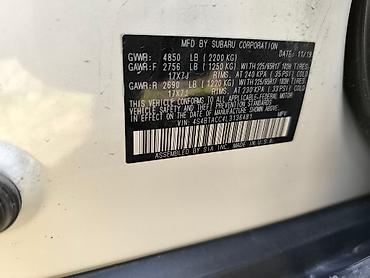 MFD BY SUBARU CORPORATION DATE: 11/19
GVWR: 4850 LB (2200 KG)
GAWR:F 2756 LB (1250 KG) WITH 225/65R17 102H TIRES
17X7J RIMS, AT 240 KPA (35 PSI) COLD
GAWR:R 2690 LB (1220 KG) WITH 225/65R17 102H TIRES
17X7J RIMS, AT 230 KPA (33 PSI) COLD
THIS VEHICLE CONFORMS TO ALL APPLICABLE FEDERAL MOTOR
VEHICLE SAFETY, BUMPER, AND THEFT PREVENTION STANDARDS
IN EFFECT ON THE DATE OF MANUFACTURE SHOWN ABOVE.
VIN: 4S4BTACC4L3136481
ASSEMBLED BY SIA INC. MADE IN U.S.A.